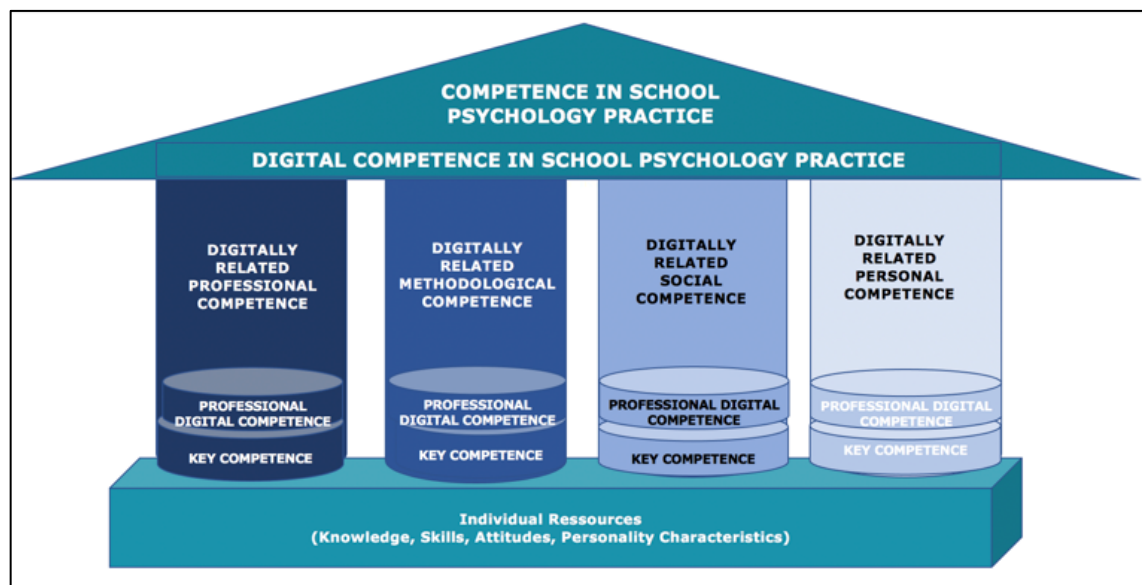 COMPETENCE IN SCHOOL
PSYCHOLOGY PRACTICE
DIGITAL COMPETENCE IN SCHOOL PSYCHOLOGY PRACTICE
DIGITALLY
RELATED
PROFESSIONAL
COMPETENCE
PROFESSIONAL
DIGITAL COMPETENCE
KEY COMPETENCE
DIGITALLY
RELATED
METHODOLOGICAL
COMPETENCE
PROFESSIONAL
DIGITAL COMPETENCE
KEY COMPETENCE
DIGITALLY
RELATED
SOCIAL
COMPETENCE
PROFESSIONAL DIGITAL
COMPETENCE
KEY COMPETENCE
DIGITALLY
RELATED
PERSONAL
COMPETENCE
PROFESSIONAL DIGITAL
COMPETENCE
KEY COMPETENCE
Individual Ressources
(Knowledge, Skills, Attitudes, Personality Characteristics)